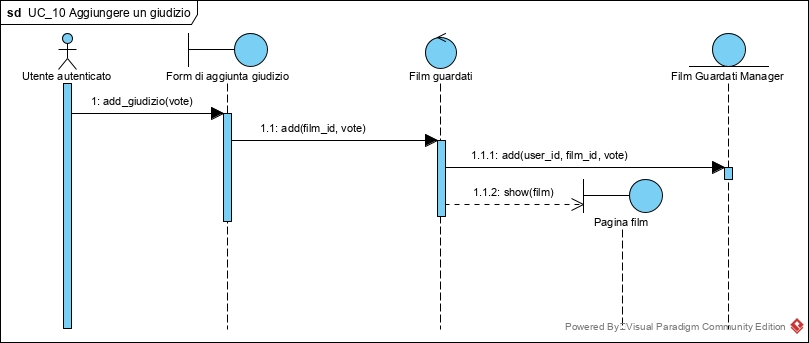 sd UC_10 Aggiungere un giudizio
Utente autenticato
Form di aggiunta giudizio
Film guardati
Film Guardati Manager
1: add_giudizio(vote)
1.1: add(film_id, vote)
1.1.1: add(user_id, film_id, vote)
1.1.2: show(film)
Pagina film
Powered By Visual Paradigm Community Edition